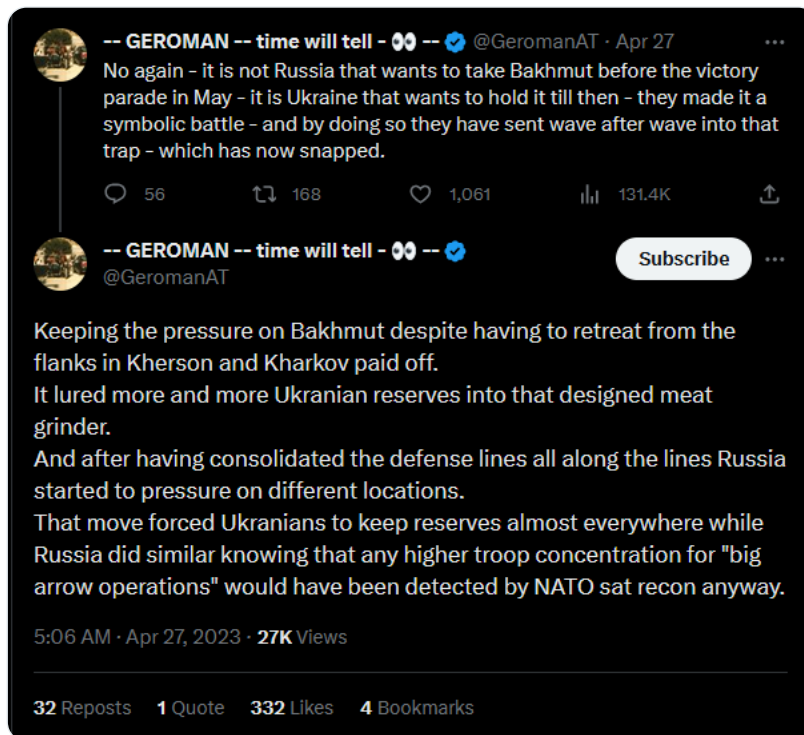 -- GEROMAN -- time will tell - 👀 -- @GeromanAT · Apr 27
No again - it is not Russia that wants to take Bakhmut before the victory
parade in May - it is Ukraine that wants to hold it till then - they made it a
symbolic battle - and by doing so they have sent wave after wave into that
trap - which has now snapped.
56 168 1,061 131.4K
-- GEROMAN -- time will tell - 👀 --
@GeromanAT
Subscribe
Keeping the pressure on Bakhmut despite having to retreat from the
flanks in Kherson and Kharkov paid off.
It lured more and more Ukranian reserves into that designed meat
grinder.
And after having consolidated the defense lines all along the lines Russia
started to pressure on different locations.
That move forced Ukranians to keep reserves almost everywhere while
Russia did similar knowing that any higher troop concentration for "big
arrow operations" would have been detected by NATO sat recon anyway.
5:06 AM · Apr 27, 2023 · 27K Views
32 Reposts 1 Quote 332 Likes 4 Bookmarks